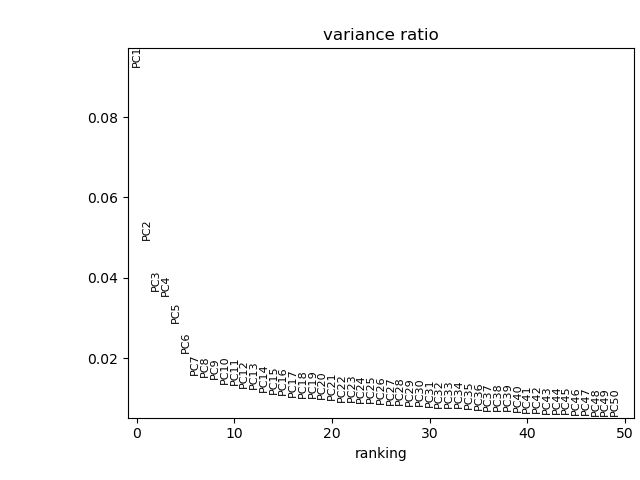 variance ratio
0.08
0.06
0.04
0.02
PC1
PC2
PC3
PC4
PC5
PC6
PC7
PC8
PC9
PC10
PC11
PC12
PC13
PC14
PC15
PC16
PC17
PC18
PC19
PC20
PC21
PC22
PC23
PC24
PC25
PC26
PC27
PC28
PC29
PC30
PC31
PC32
PC33
PC34
PC35
PC36
PC37
PC38
PC39
PC40
PC41
PC42
PC43
PC44
PC45
PC46
PC47
PC48
PC49
PC50
0 10 20 30 40 50
ranking